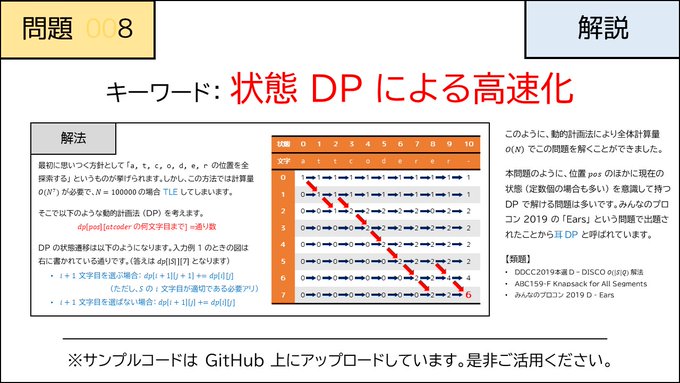 問題 008
解説
キーワード: 状態 DP による高速化
解法
最初に思いつく方針として「a, t, c, o, d, e, r の位置を全
探索する」というものが挙げられます。しかし、この方法では計算量
O(N⁷) が必要で、N = 100000 の場合 TLE してしまいます。
そこで以下のような動的計画法 (DP) を考えます。
dp[pos][atcoder の何文字目まで] =通り数
DP の状態遷移は以下のようになります。入力例 1 のときの図は
右に書かれている通りです。(答えは dp[|S|][7] となります)
• i + 1 文字目を選ぶ場合: dp[i + 1][j + 1] += dp[i][j]
(ただし、S の i 文字目が適切である必要アリ)
• i + 1 文字目を選ばない場合: dp[i + 1][j] += dp[i][j]
状態 0 1 2 3 4 5 6 7 8 9 10
文字 a t t c o d e r e r -
0 1 1 1 1 1 1 1 1 1 1 1
1 0 1 1 1 1 1 1 1 1 1 1
2 0 0 1 2 2 2 2 2 2 2 2
3 0 0 0 0 2 2 2 2 2 2 2
4 0 0 0 0 0 2 2 2 2 2 2
5 0 0 0 0 0 0 2 2 2 2 2
6 0 0 0 0 0 0 0 2 2 4 4
7 0 0 0 0 0 0 0 0 2 2 6
このように、動的計画法により全体計算量
O(N) でこの問題を解くことができました。
本問題のように、位置 pos のほかに現在の
状態 (定数個の場合も多い) を意識して持つ
DP で解ける問題は多いです。みんなのプロ
コン 2019 の「Ears」という問題で出題さ
れたことから耳 DP と呼ばれています。
【類題】
• DDCC2019本選 D – DISCO O(|S|Q) 解法
• ABC159-F Knapsack for All Segments
• みんなのプロコン 2019 D - Ears
※サンプルコードは GitHub 上にアップロードしています。是非ご活用ください。